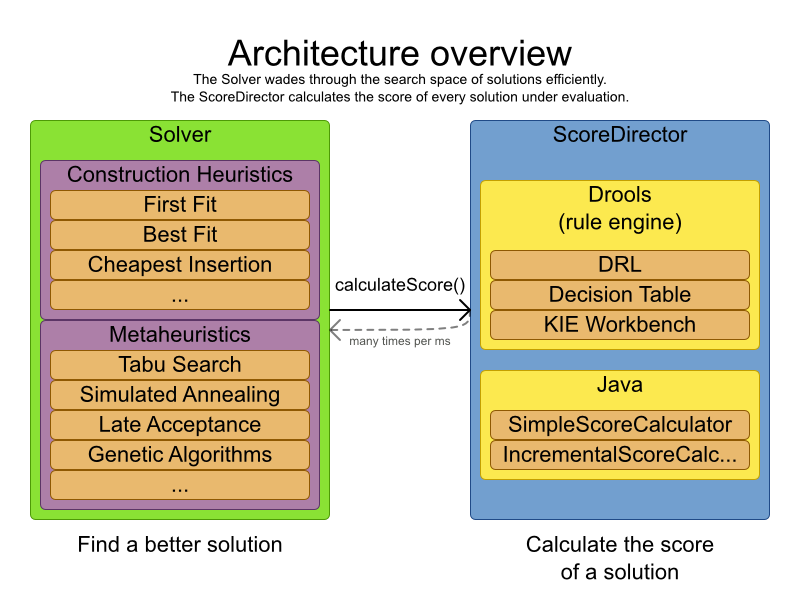 Architecture overview
The Solver wades through the search space of solutions efficiently.
The ScoreDirector calculates the score of every solution under evaluation.
Solver
Construction Heuristics
First Fit
Best Fit
Cheapest Insertion
...
Metaheuristics
Tabu Search
Simulated Annealing
Late Acceptance
Genetic Algorithms
...
Find a better solution
calculateScore()
many times per ms
ScoreDirector
Drools
(rule engine)
DRL
Decision Table
KIE Workbench
Java
SimpleScoreCalculator
IncrementalScoreCalc...
Calculate the score
of a solution